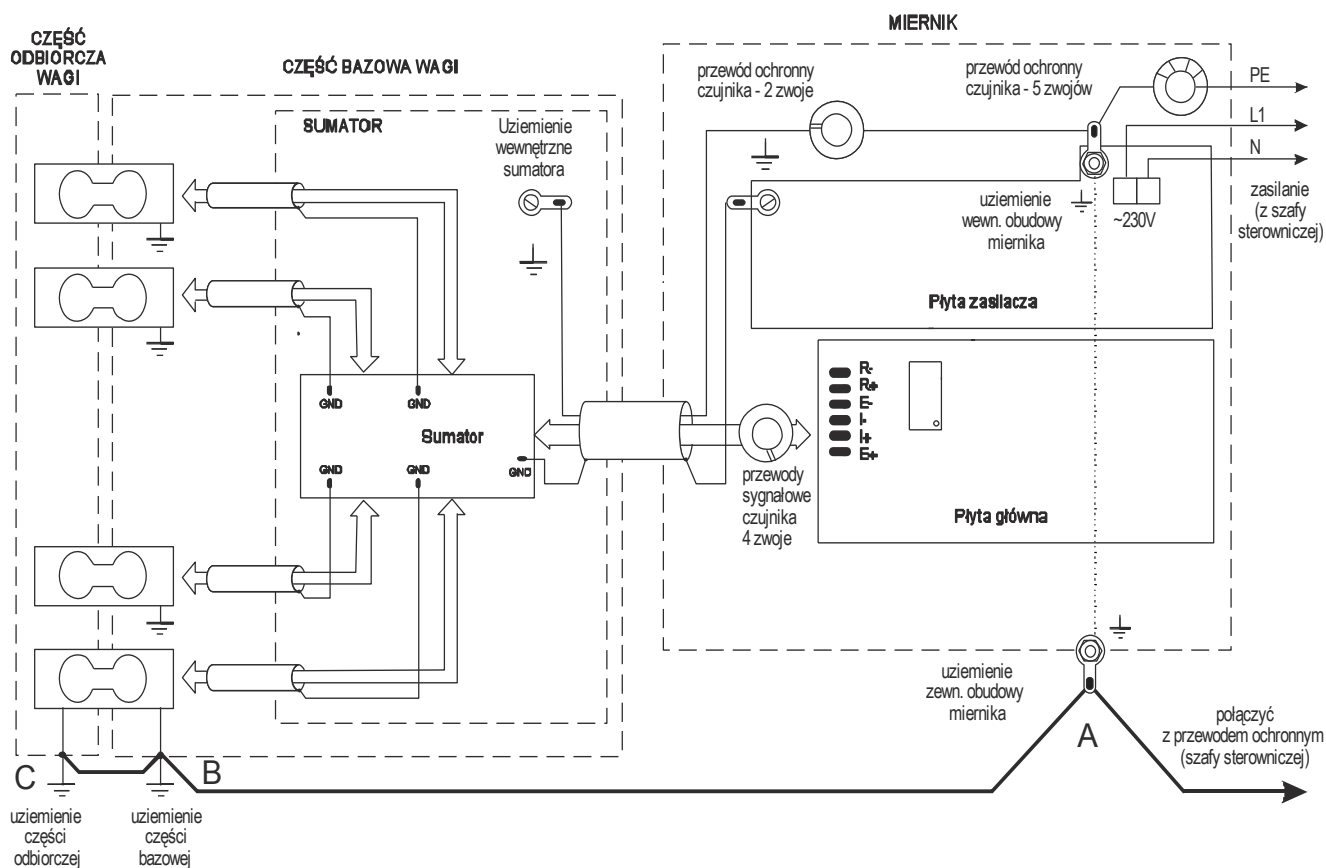 MIERNIK
CZĘŚĆ
ODBIORCZA
WAGI
CZĘŚĆ BAZOWA WAGI
przewód ochronny
czujnika - 2 zwoje
przewód ochronny
czujnika - 5 zwojów
PE
L1
N
SUMATOR
Uziemienie
wewnętrzne
sumatora
uziemienie
wewn. obudowy
miernika
~230V
zasilanie
(z szafy
sterowniczej)
Płyta zasilacza
GND
GND
Sumator
GND
GND
GND
R-
R+
E-
I-
I+
E+
przewody
sygnałowe
czujnika
4 zwoje
Płyta główna
uziemienie
zewn. obudowy
miernika
A
połączyć
z przewodem ochronnym
(szafy sterowniczej)
C
B
uziemienie
części
odbiorczej
uziemienie
części
bazowej